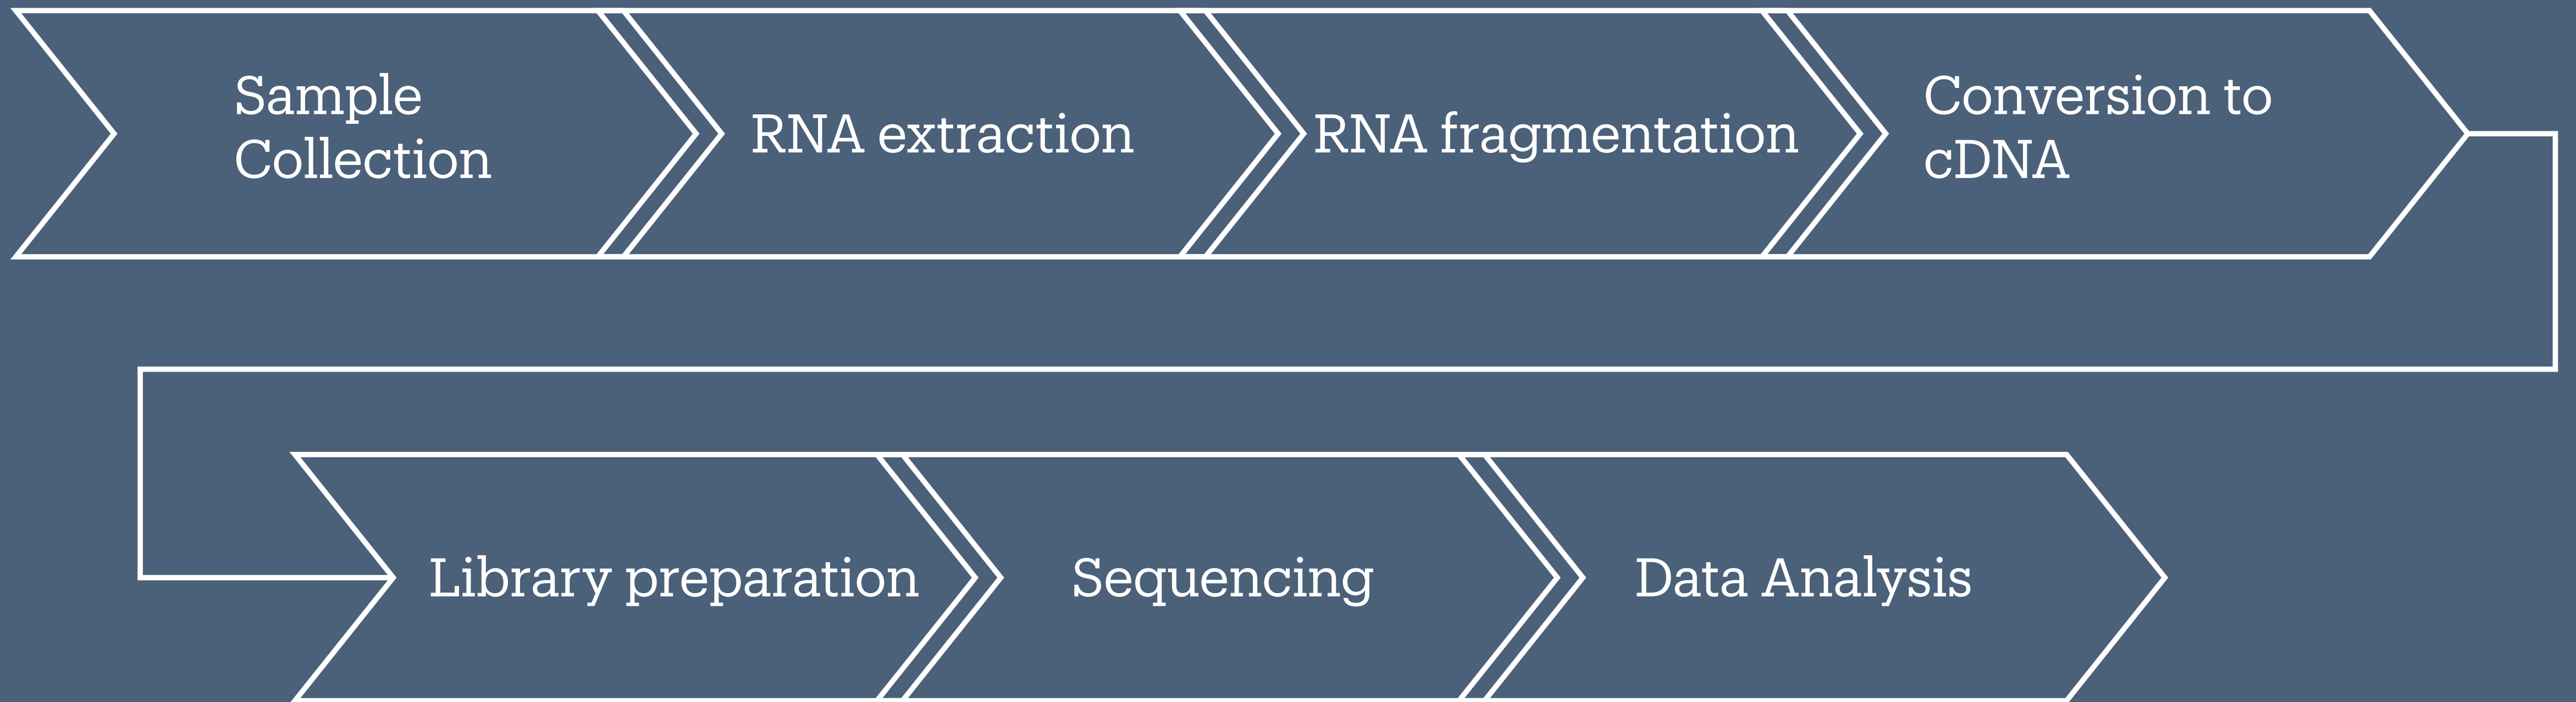 Sample
Collection
RNA extraction
RNA fragmentation
Conversion to
cDNA
Library preparation
Sequencing
Data Analysis